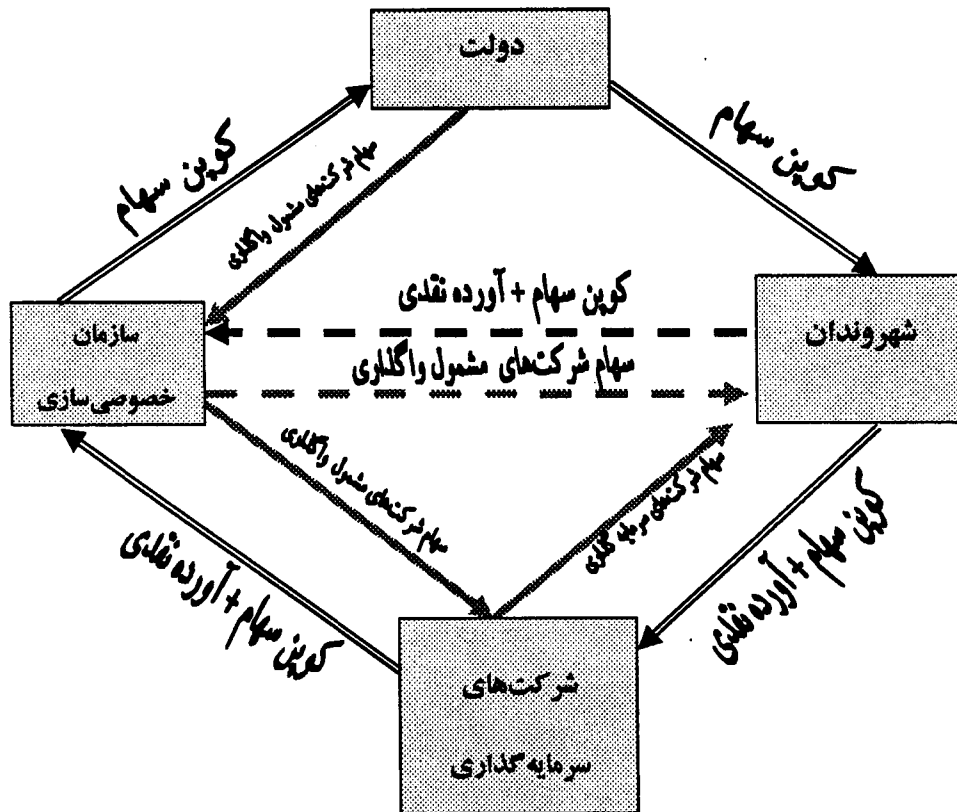 دولت
کوپن سهام
کوپن سهام
سهام شرکت‌های مشمول واگذاری
کوپن سهام + آورده نقدی
شهروندان
سازمان
خصوصی‌سازی
سهام شرکت‌های مشمول واگذاری
سهام شرکت‌های مشمول واگذاری
سهام شرکت‌های سرمایه گذاری
کوپن سهام + آورده نقدی
کوپن سهام + آورده نقدی
شرکت‌های
سرمایه‌گذاری